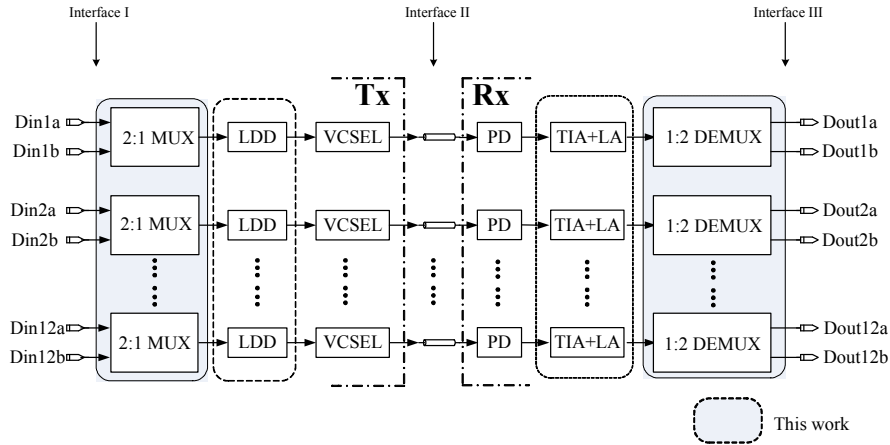 Interface I
Interface II
Interface III
Tx
Rx
Din1a
Din1b
2:1 MUX
LDD
VCSEL
PD
TIA+LA
1:2 DEMUX
Dout1a
Dout1b
Din2a
Din2b
2:1 MUX
LDD
VCSEL
PD
TIA+LA
1:2 DEMUX
Dout2a
Dout2b
Din12a
Din12b
2:1 MUX
LDD
VCSEL
PD
TIA+LA
1:2 DEMUX
Dout12a
Dout12b
This work